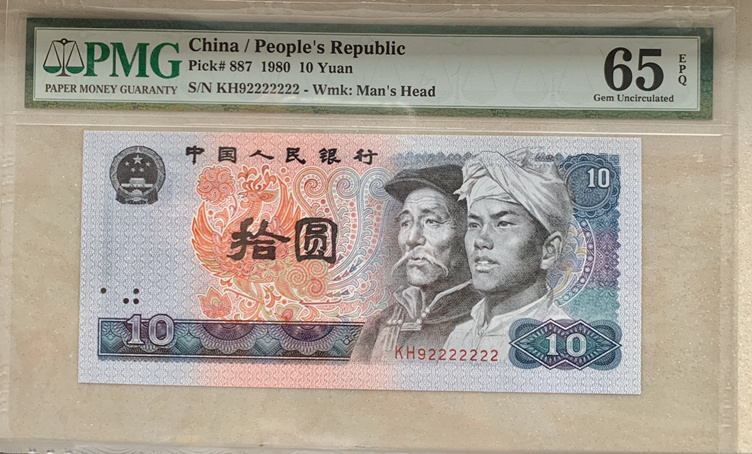 PMG
PAPER MONEY GUARANTY
China / People's Republic
Pick# 887 1980 10 Yuan
S/N KH92222222 - Wmk: Man's Head
65
EPQ
Gem Uncirculated
中国人民银行
10
拾圆
10
KH92222222
10